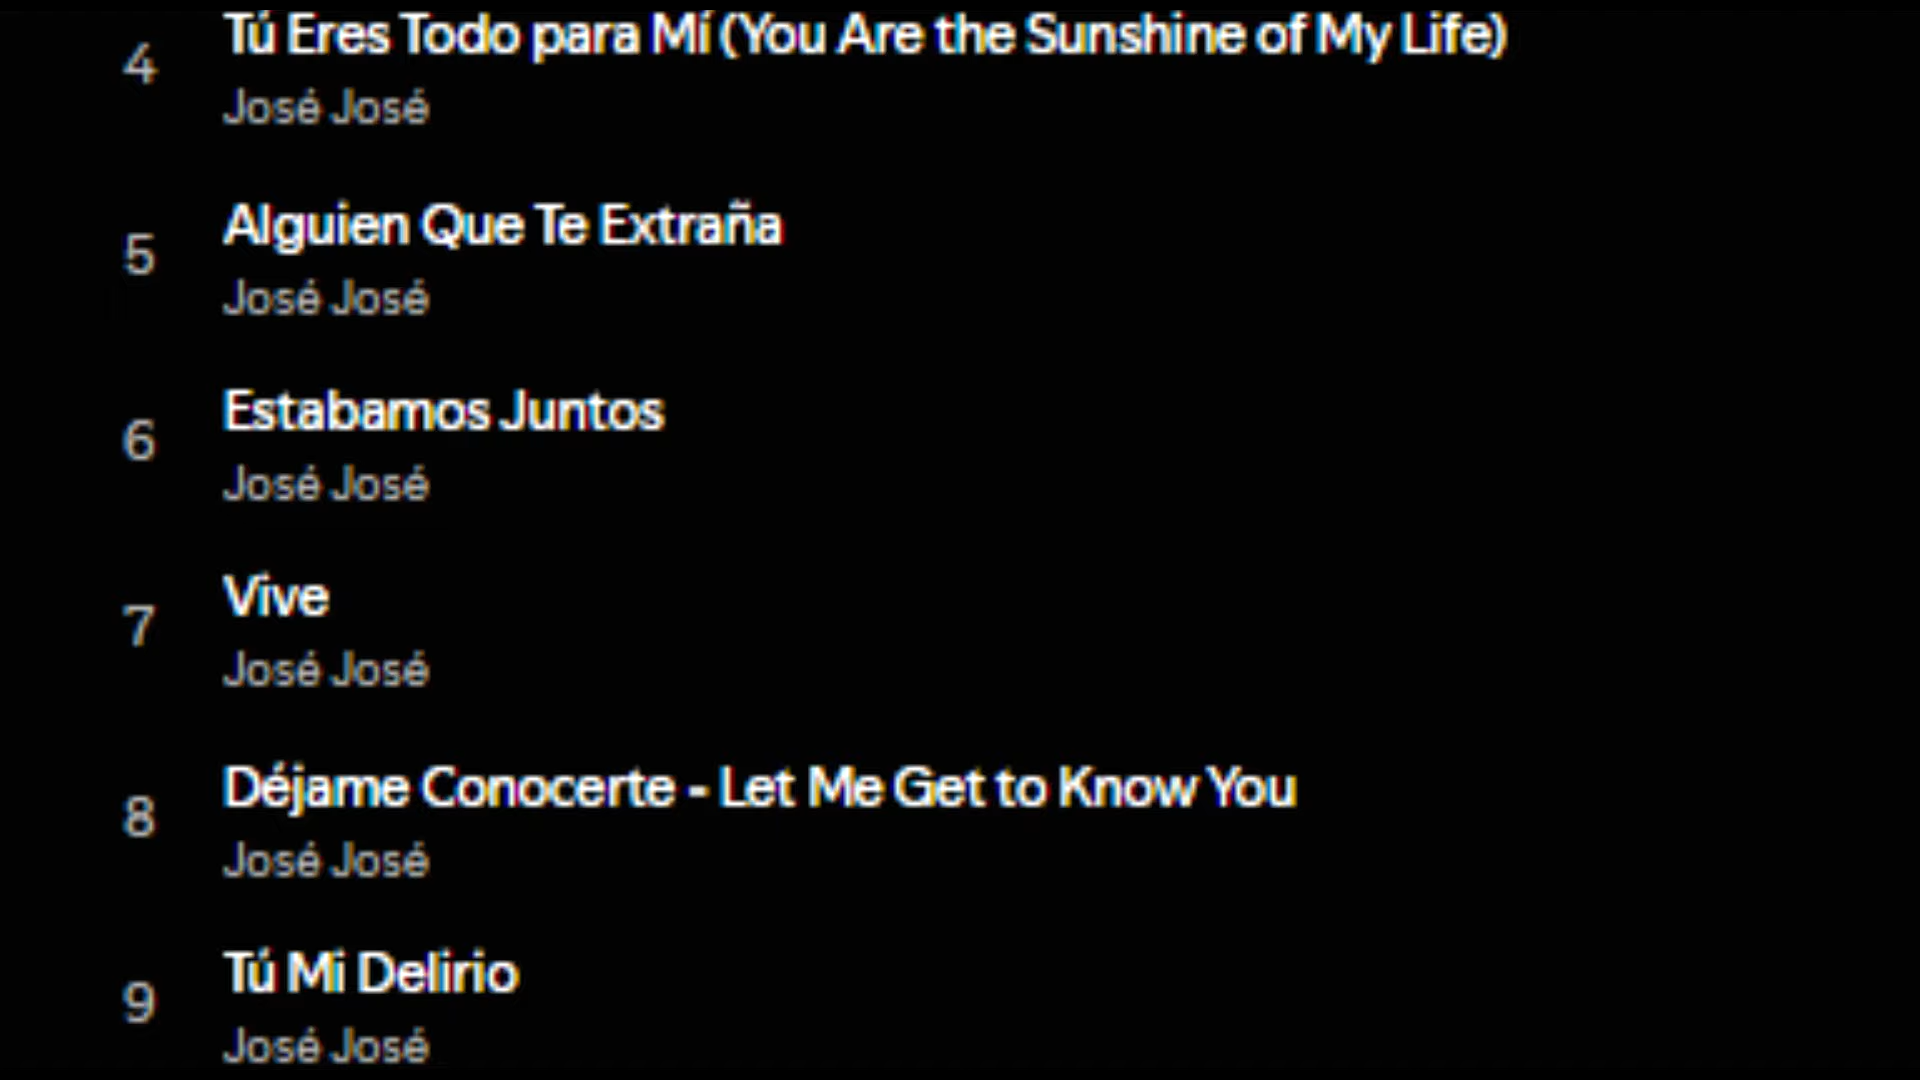 4
Tú Eres Todo para Mí (You Are the Sunshine of My Life)
José José
5
Alguien Que Te Extraña
José José
6
Estabamos Juntos
José José
7
Vive
José José
8
Déjame Conocerte - Let Me Get to Know You
José José
9
Tú Mi Delirio
José José